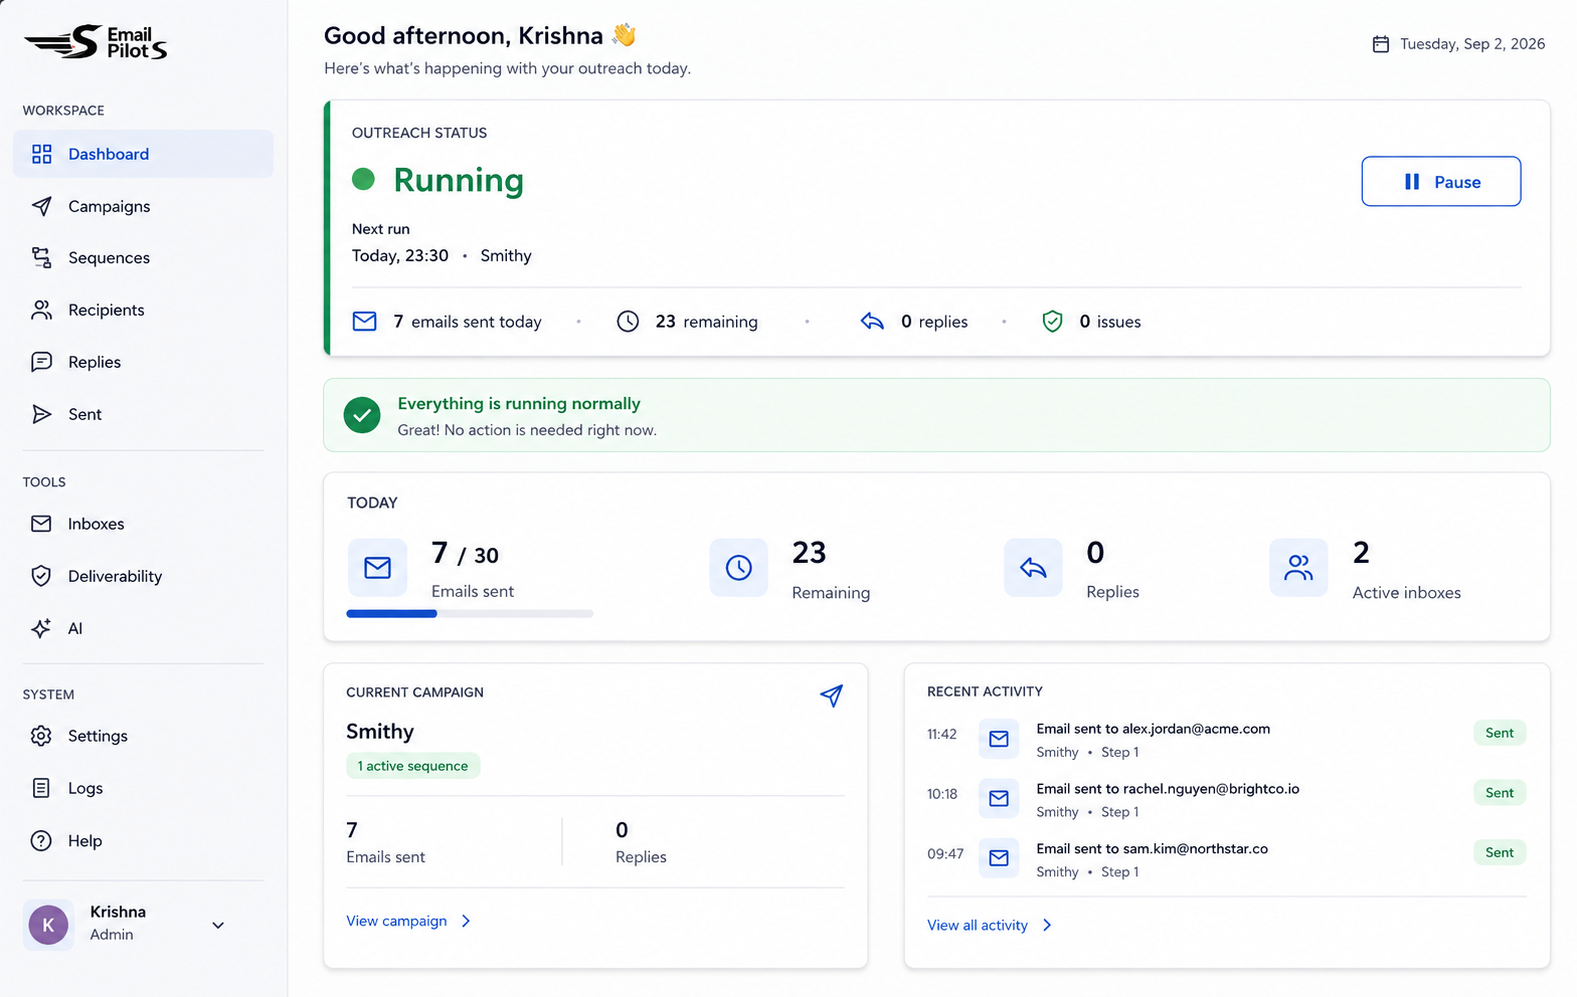 Email
PilotS
WORKSPACE
Dashboard
Campaigns
Sequences
Recipients
Replies
Sent
TOOLS
Inboxes
Deliverability
AI
SYSTEM
Settings
Logs
Help
K
Krishna
Admin
Good afternoon, Krishna 👋
Here's what's happening with your outreach today.
Tuesday, Sep 2, 2026
OUTREACH STATUS
Running
Pause
Next run
Today, 23:30 • Smithy
7 emails sent today • 23 remaining • 0 replies • 0 issues
Everything is running normally
Great! No action is needed right now.
TODAY
7 / 30
Emails sent
23
Remaining
0
Replies
2
Active inboxes
CURRENT CAMPAIGN
Smithy
1 active sequence
7
Emails sent
0
Replies
View campaign
RECENT ACTIVITY
11:42 Email sent to alex.jordan@acme.com Sent
Smithy • Step 1
10:18 Email sent to rachel.nguyen@brightco.io Sent
Smithy • Step 1
09:47 Email sent to sam.kim@northstar.co Sent
Smithy • Step 1
View all activity